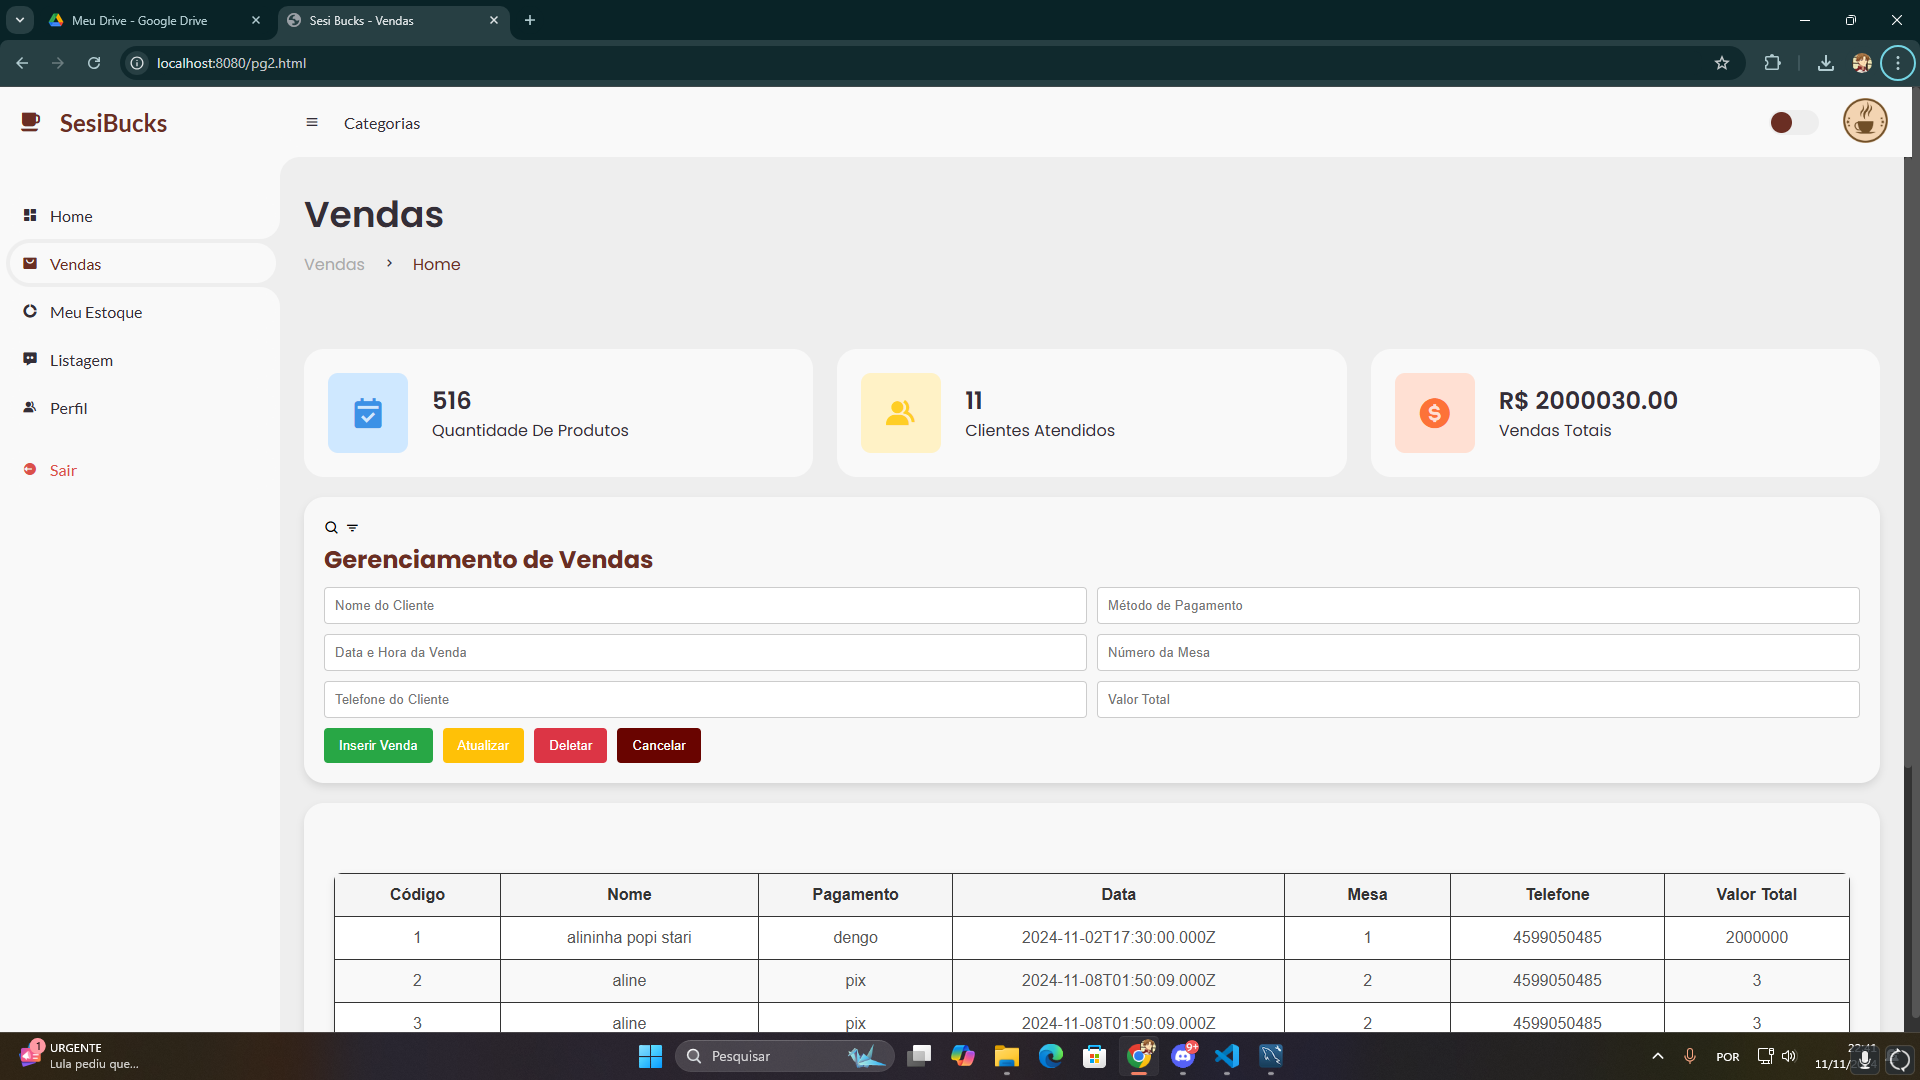 Meu Drive - Google Drive
Sesi Bucks - Vendas
localhost:8080/pg2.html
SesiBucks
Categorias
Home
Vendas
Meu Estoque
Listagem
Perfil
Sair
Vendas
Vendas > Home
516
Quantidade De Produtos
11
Clientes Atendidos
R$ 2000030.00
Vendas Totais
Gerenciamento de Vendas
Nome do Cliente
Método de Pagamento
Data e Hora da Venda
Número da Mesa
Telefone do Cliente
Valor Total
Inserir Venda Atualizar Deletar Cancelar
Código Nome Pagamento Data Mesa Telefone Valor Total
1 alininha popi stari dengo 2024-11-02T17:30:00.000Z 1 4599050485 2000000
2 aline pix 2024-11-08T01:50:09.000Z 2 4599050485 3
3 aline pix 2024-11-08T01:50:09.000Z 2 4599050485 3
1
URGENTE
Lula pediu que...
Pesquisar
9+
POR
11/11/